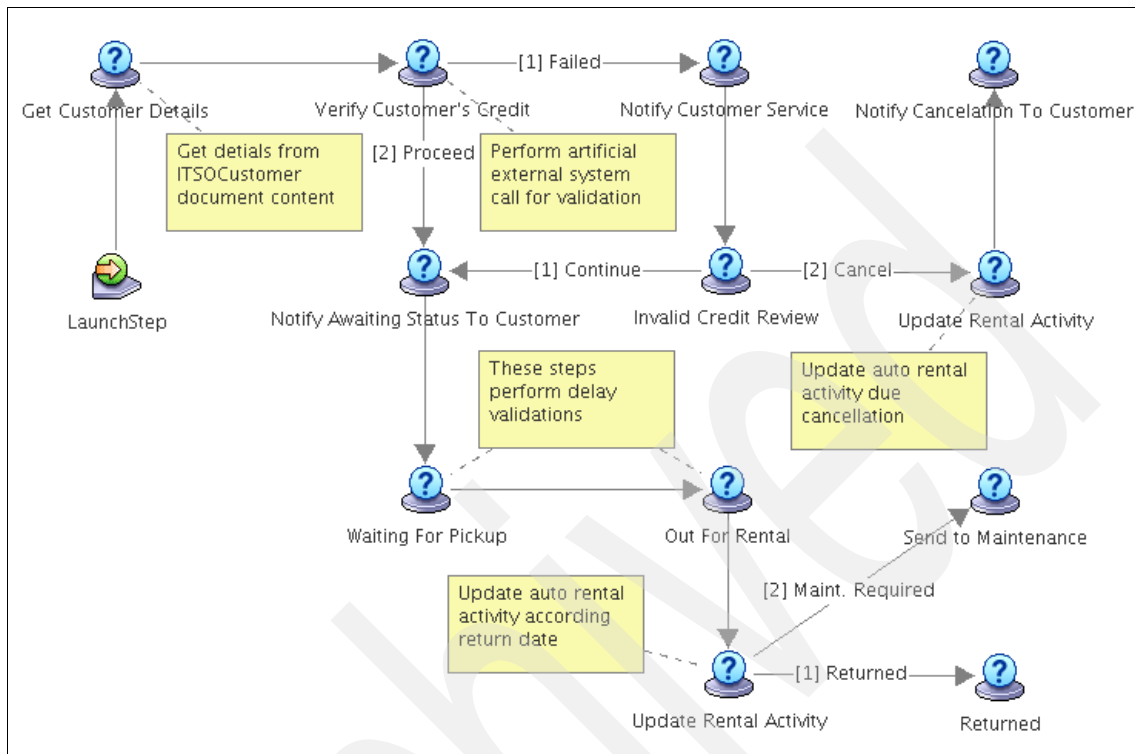 [1] Failed
Get Customer Details
Verify Customer's Credit
Notify Customer Service
Notify Cancelation To Customer
Get detials from
ITSOCustomer
document content
[2] Proceed
Perform artificial
external system
call for validation
[1] Continue
[2] Cancel
LaunchStep
Notify Awaiting Status To Customer
Invalid Credit Review
Update Rental Activity
These steps
perform delay
validations
Update auto rental
activity due
cancellation
Waiting For Pickup
Out For Rental
Send to Maintenance
Update auto rental
activity according
return date
[2] Maint. Required
[1] Returned
Update Rental Activity
Returned